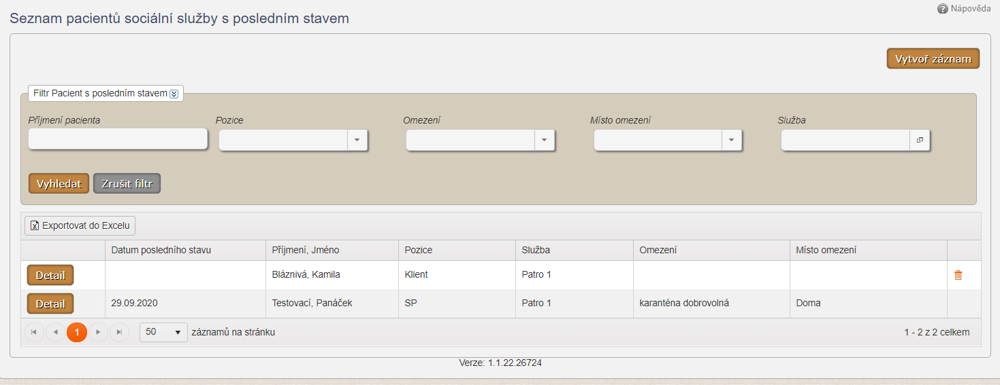 Nápověda
Seznam pacientů sociální služby s posledním stavem
Vytvoř záznam
Filtr Pacient s posledním stavem
Příjmení pacienta Pozice Omezení Místo omezení Služba
Vyhledat Zrušit filtr
Exportovat do Excelu
Datum posledního stavu Příjmení, Jméno Pozice Služba Omezení Místo omezení
Detail Bláznivá, Kamila Klient Patro 1
Detail 29.09.2020 Testovací, Panáček SP Patro 1 karanténa dobrovolná Doma
1 50 záznamů na stránku 1 - 2 z 2 celkem
Verze: 1.1.22.26724